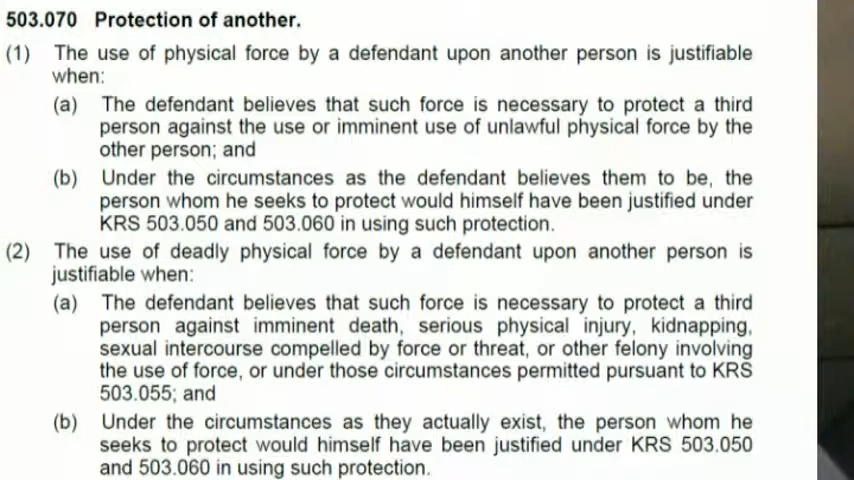 503.070 Protection of another.
(1) The use of physical force by a defendant upon another person is justifiable
when:
(a) The defendant believes that such force is necessary to protect a third
person against the use or imminent use of unlawful physical force by the
other person; and
(b) Under the circumstances as the defendant believes them to be, the
person whom he seeks to protect would himself have been justified under
KRS 503.050 and 503.060 in using such protection.
(2) The use of deadly physical force by a defendant upon another person is
justifiable when:
(a) The defendant believes that such force is necessary to protect a third
person against imminent death, serious physical injury, kidnapping,
sexual intercourse compelled by force or threat, or other felony involving
the use of force, or under those circumstances permitted pursuant to KRS
503.055; and
(b) Under the circumstances as they actually exist, the person whom he
seeks to protect would himself have been justified under KRS 503.050
and 503.060 in using such protection.